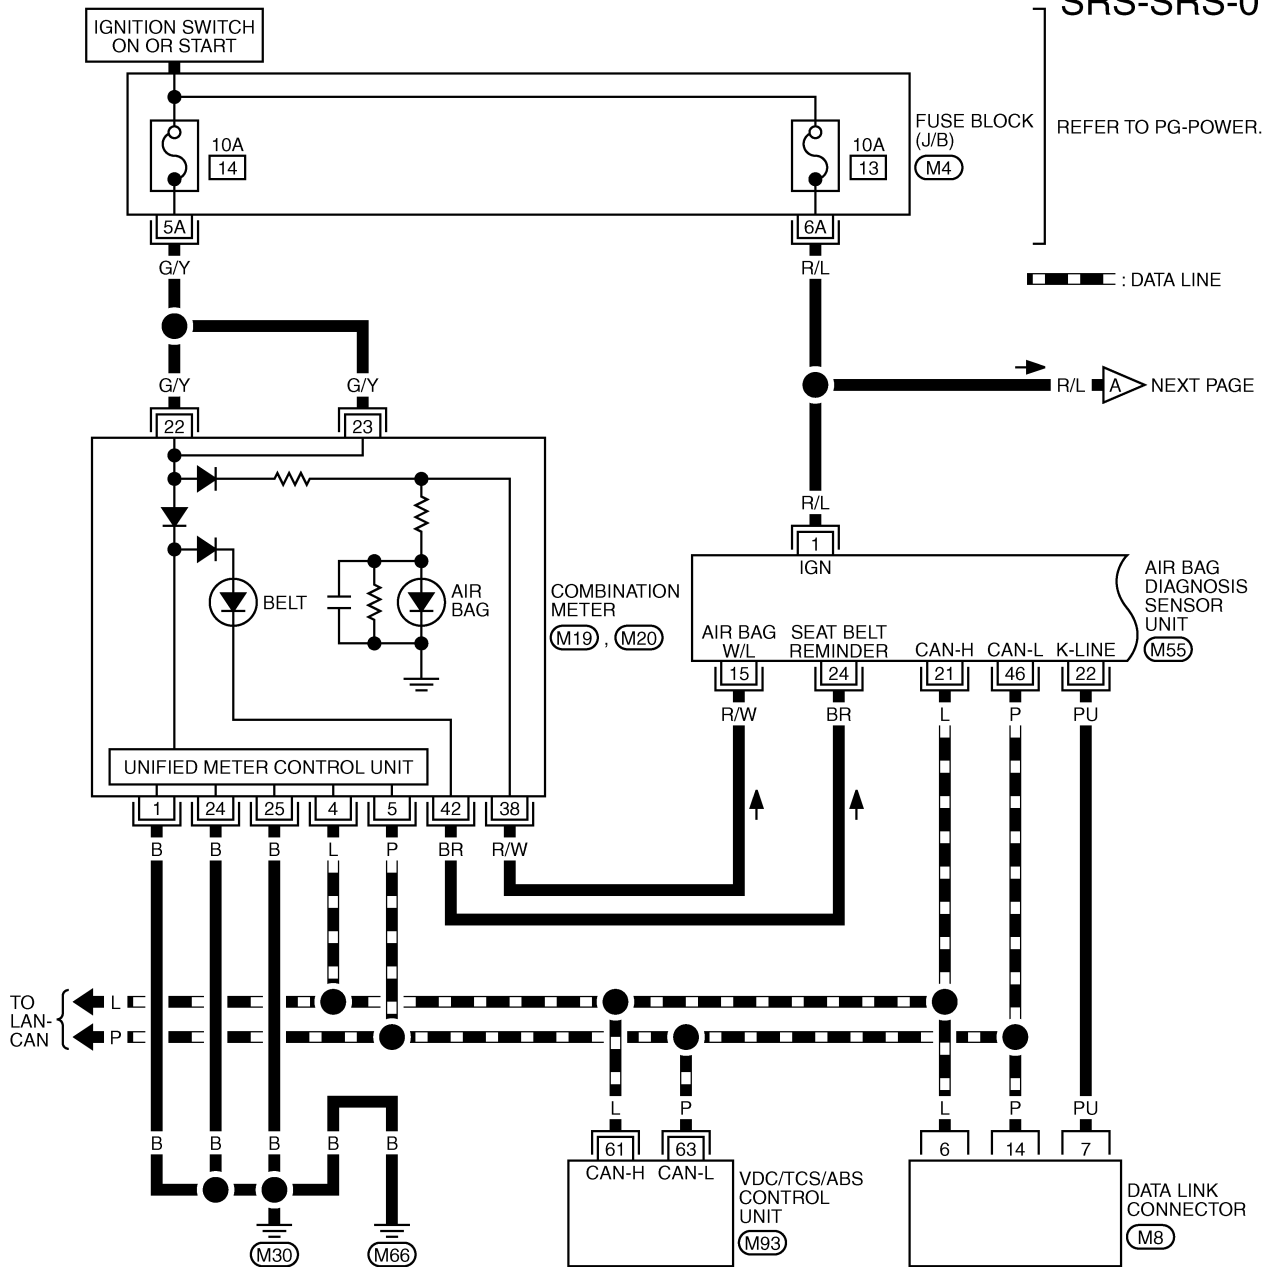 SRS-SRS-0
IGNITION SWITCH
ON OR START
FUSE BLOCK
(J/B)
M4
REFER TO PG-POWER.
10A
14
10A
13
5A
6A
G/Y
R/L
: DATA LINE
G/Y
G/Y
R/L
A
NEXT PAGE
22
23
R/L
1
IGN
BELT
AIR
BAG
COMBINATION
METER
M19 , M20
AIR BAG
DIAGNOSIS
SENSOR
UNIT
M55
AIR BAG
W/L
SEAT BELT
REMINDER
CAN-H
CAN-L
K-LINE
15
24
21
46
22
R/W
BR
L
P
PU
UNIFIED METER CONTROL UNIT
1
24
25
4
5
42
38
B
B
B
L
P
BR
R/W
TO
LAN-
CAN
L
P
B
B
B
B
B
L
P
L
P
PU
61
63
6
14
7
CAN-H
CAN-L
VDC/TCS/ABS
CONTROL
UNIT
M93
DATA LINK
CONNECTOR
M8
M30
M66